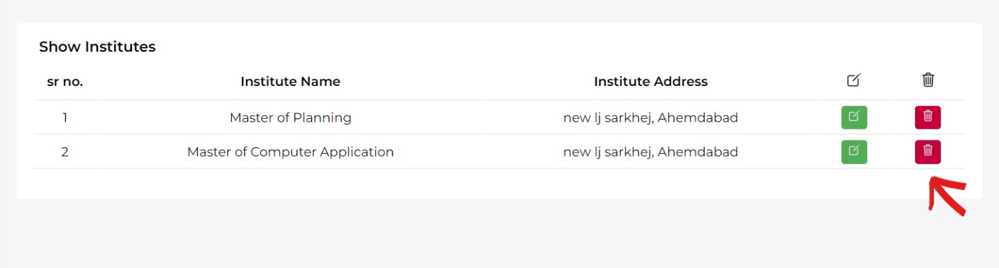 Show Institutes
sr no. Institute Name Institute Address
1 Master of Planning new lj sarkhej, Ahemdabad
2 Master of Computer Application new lj sarkhej, Ahemdabad